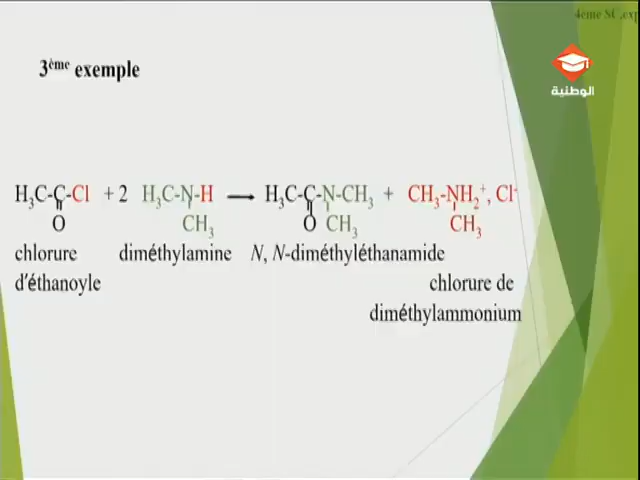 4ème SC.exp
الوطنية
3ème exemple
H₃C-C-Cl + 2 H₃C-N-H ⟶ H₃C-C-N-CH₃ + CH₃-NH₂⁺, Cl⁻
O CH₃ O CH₃ CH₃
chlorure diméthylamine N, N-diméthyléthanamide
d'éthanoyle chlorure de
diméthylammonium